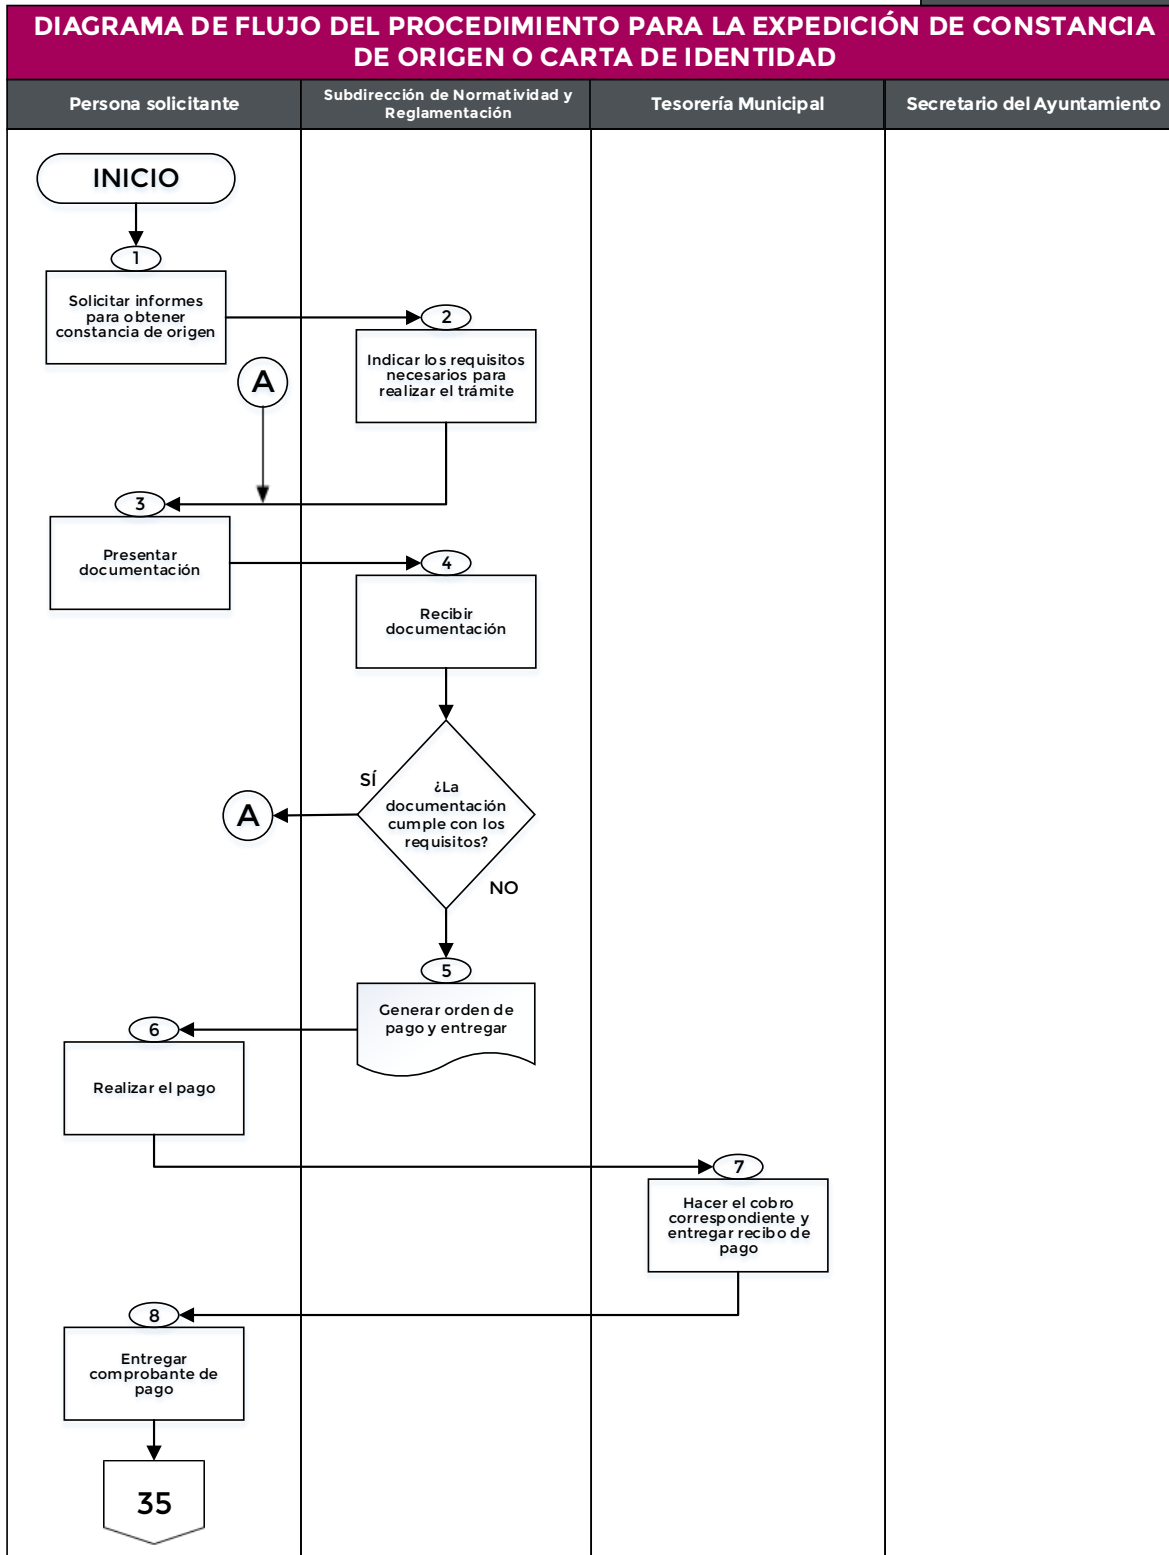 DIAGRAMA DE FLUJO DEL PROCEDIMIENTO PARA LA EXPEDICIÓN DE CONSTANCIA
DE ORIGEN O CARTA DE IDENTIDAD
Persona solicitante
Subdirección de Normatividad y
Reglamentación
Tesorería Municipal
Secretario del Ayuntamiento
INICIO
1
Solicitar informes
para obtener
constancia de origen
2
Indicar los requisitos
necesarios para
realizar el trámite
A
3
Presentar
documentación
4
Recibir
documentación
SÍ
¿La
documentación
cumple con los
requisitos?
A
NO
5
Generar orden de
pago y entregar
6
Realizar el pago
7
Hacer el cobro
correspondiente y
entregar recibo de
pago
8
Entregar
comprobante de
pago
35